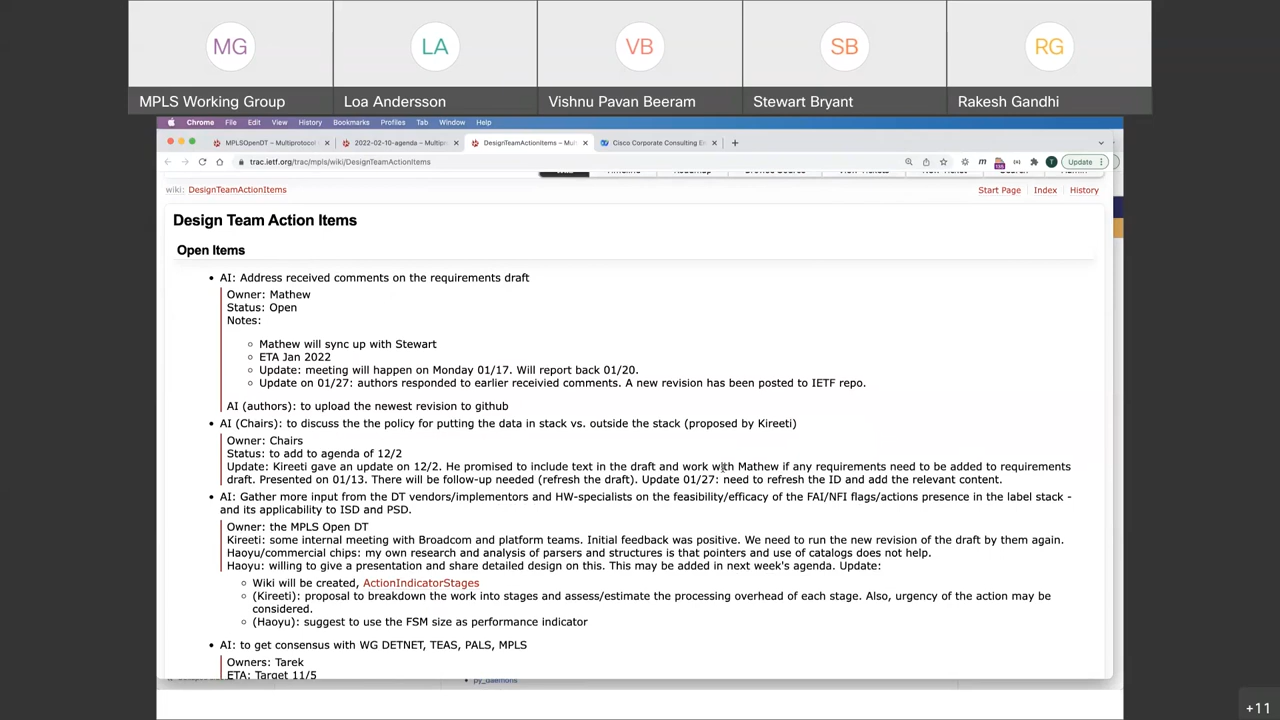 MG LA VB SB RG
MPLS Working Group Loa Andersson Vishnu Pavan Beeram Stewart Bryant Rakesh Gandhi
Chrome File Edit View History Bookmarks Profiles Tab Window Help
MPLSOpenDT – Multiprotoco 2022-02-10-agenda – Multipro DesignTeamActionItems – Mul Cisco Corporate Consulting E
trac.ietf.org/trac/mpls/wiki/DesignTeamActionItems Update
wiki: DesignTeamActionItems Start Page Index History
Design Team Action Items
Open Items
• AI: Address received comments on the requirements draft
Owner: Mathew
Status: Open
Notes:
Mathew will sync up with Stewart
ETA Jan 2022
Update: meeting will happen on Monday 01/17. Will report back 01/20.
Update on 01/27: authors responded to earlier receivied comments. A new revision has been posted to IETF repo.
AI (authors): to upload the newest revision to github
• AI (Chairs): to discuss the the policy for putting the data in stack vs. outside the stack (proposed by Kireeti)
Owner: Chairs
Status: to add to agenda of 12/2
Update: Kireeti gave an update on 12/2. He promised to include text in the draft and work with Mathew if any requirements need to be added to requirements
draft. Presented on 01/13. There will be follow-up needed (refresh the draft). Update 01/27: need to refresh the ID and add the relevant content.
• AI: Gather more input from the DT vendors/implementors and HW-specialists on the feasibility/efficacy of the FAI/NFI flags/actions presence in the label stack -
and its applicability to ISD and PSD.
Owner: the MPLS Open DT
Kireeti: some internal meeting with Broadcom and platform teams. Initial feedback was positive. We need to run the new revision of the draft by them again.
Haoyu/commercial chips: my own research and analysis of parsers and structures is that pointers and use of catalogs does not help.
Haoyu: willing to give a presentation and share detailed design on this. This may be added in next week's agenda. Update:
Wiki will be created, ActionIndicatorStages
(Kireeti): proposal to breakdown the work into stages and assess/estimate the processing overhead of each stage. Also, urgency of the action may be
considered.
(Haoyu): suggest to use the FSM size as performance indicator
• AI: to get consensus with WG DETNET, TEAS, PALS, MPLS
Owners: Tarek
ETA: Target 11/5
py_daemons
+11